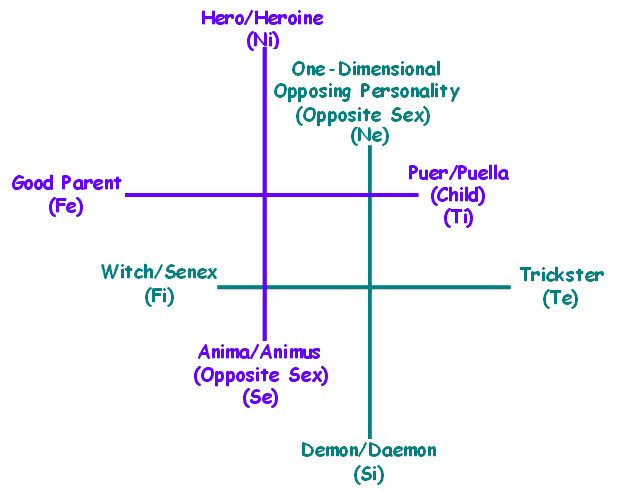 Hero/Heroine
(Ni)
One-Dimensional
Opposing Personality
(Opposite Sex)
(Ne)
Good Parent
(Fe)
Puer/Puella
(Child)
(Ti)
Witch/Senex
(Fi)
Trickster
(Te)
Anima/Animus
(Opposite Sex)
(Se)
Demon/Daemon
(Si)